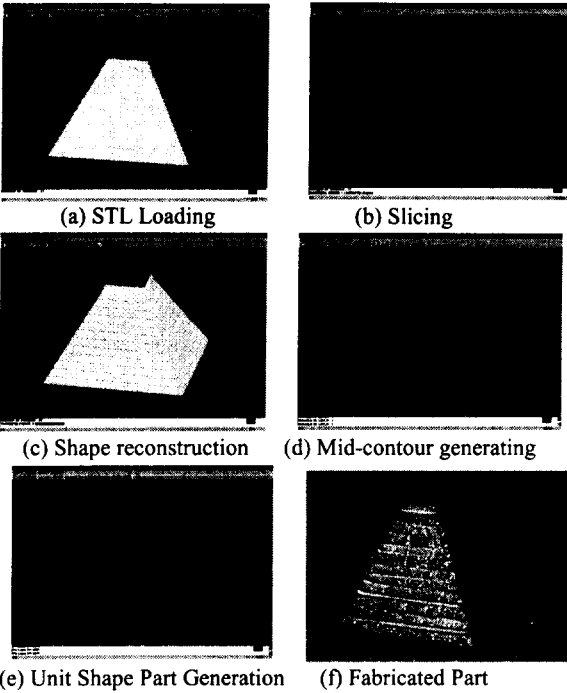 (a) STL Loading
(b) Slicing
(c) Shape reconstruction
(d) Mid-contour generating
(e) Unit Shape Part Generation
(f) Fabricated Part